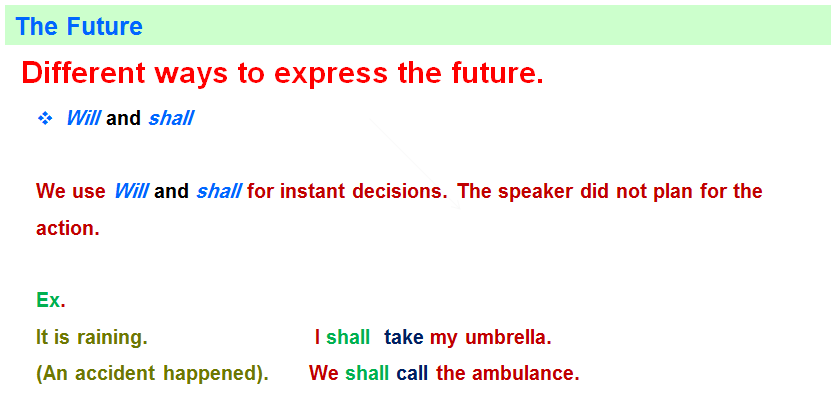 The Future
Different ways to express the future.
❖ Will and shall
We use Will and shall for instant decisions. The speaker did not plan for the
action.
Ex.
It is raining. I shall take my umbrella.
(An accident happened). We shall call the ambulance.